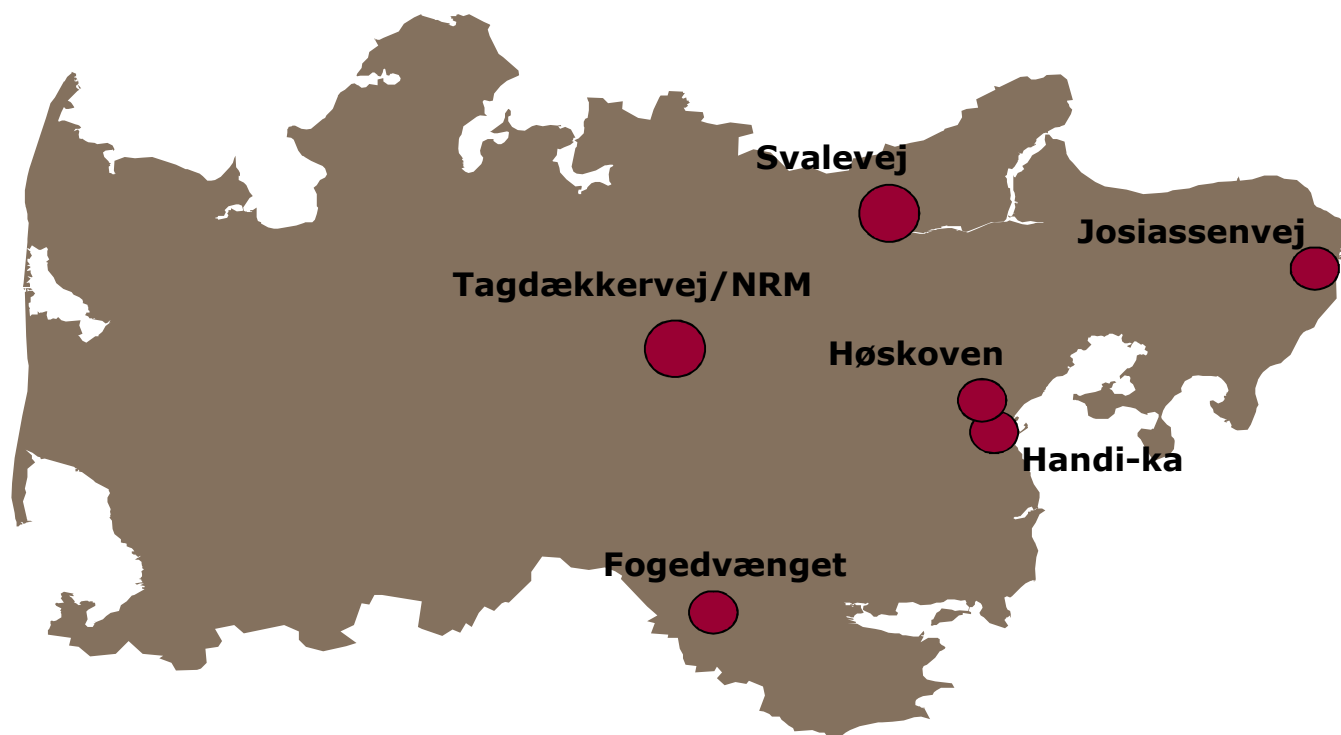 Svalevej
Josiassenvej
Tagdækkervej/NRM
Høskoven
Handi-ka
Fogedvænget